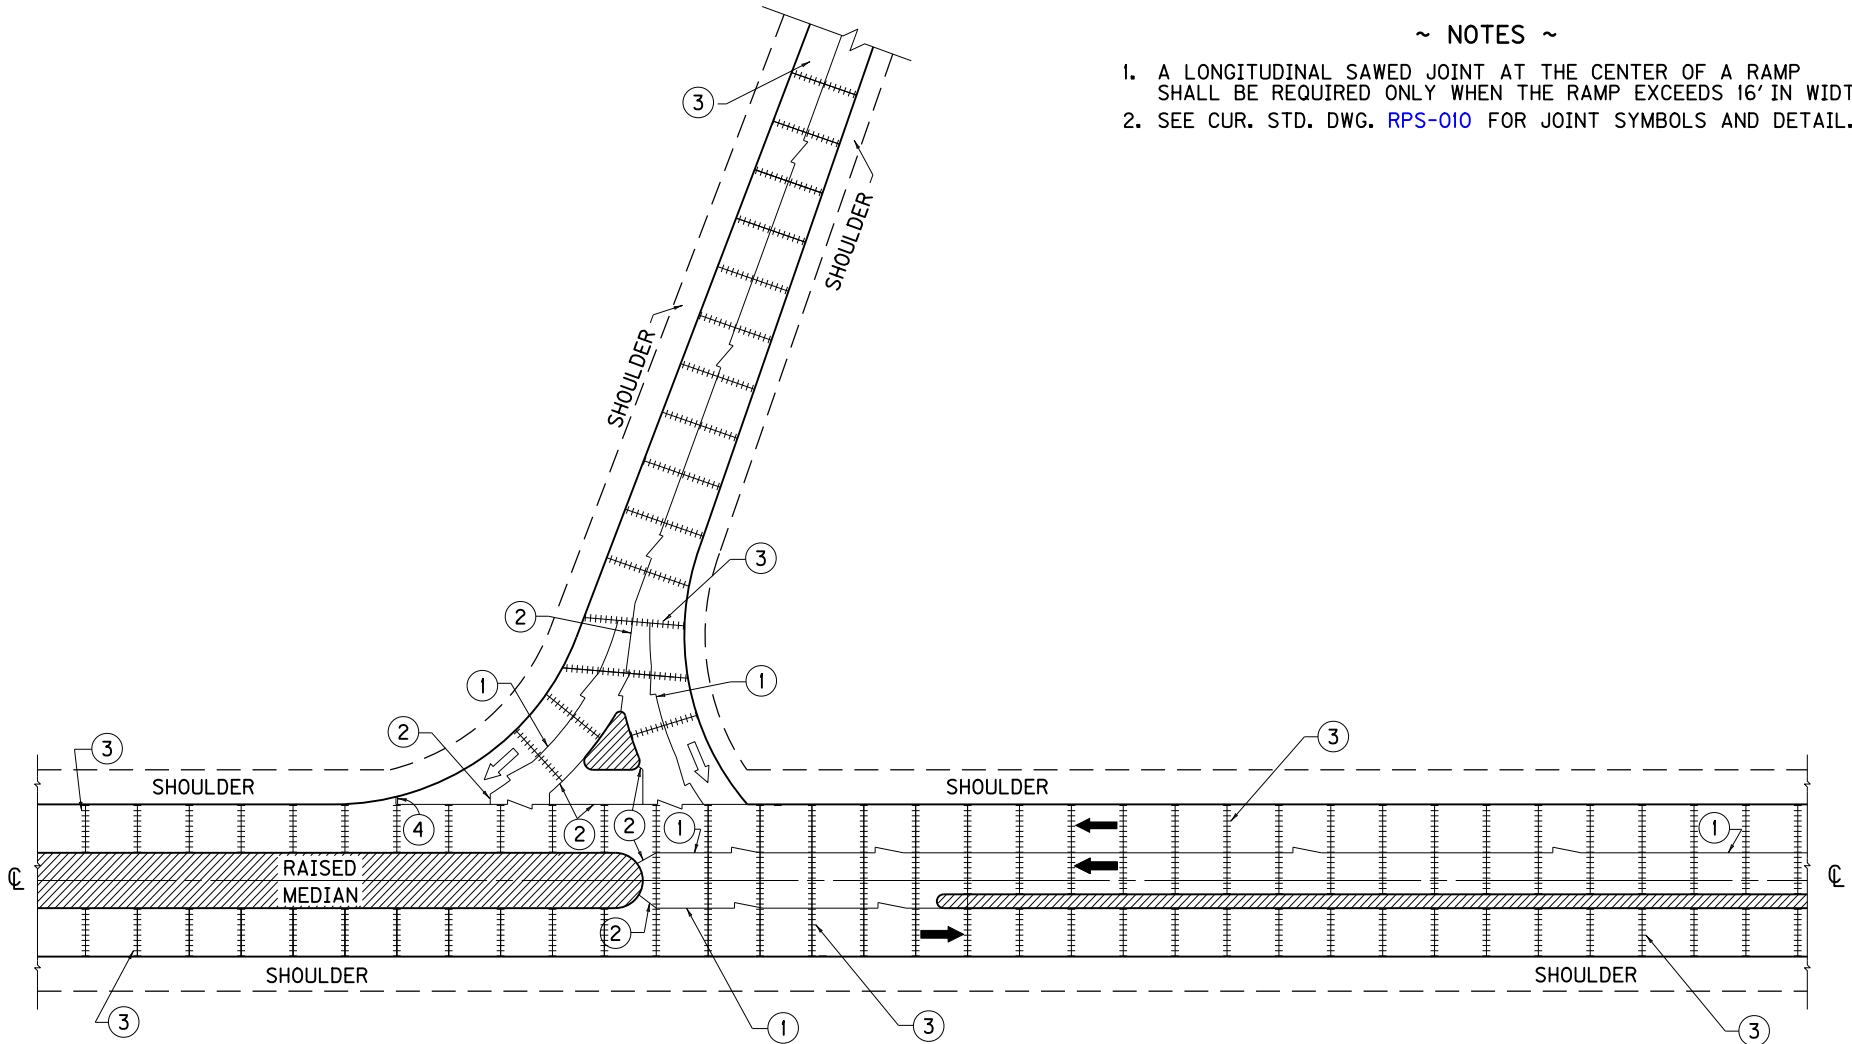 ~ NOTES ~
1. A LONGITUDINAL SAWED JOINT AT THE CENTER OF A RAMP
SHALL BE REQUIRED ONLY WHEN THE RAMP EXCEEDS 16' IN WIDT
2. SEE CUR. STD. DWG. RPS-010 FOR JOINT SYMBOLS AND DETAIL.
3
SHOULDER
SHOULDER
3
2
1
1
2
3
3
SHOULDER
SHOULDER
4
2
2
1
1
RAISED
MEDIAN
℄
℄
2
SHOULDER
SHOULDER
3
1
3
3